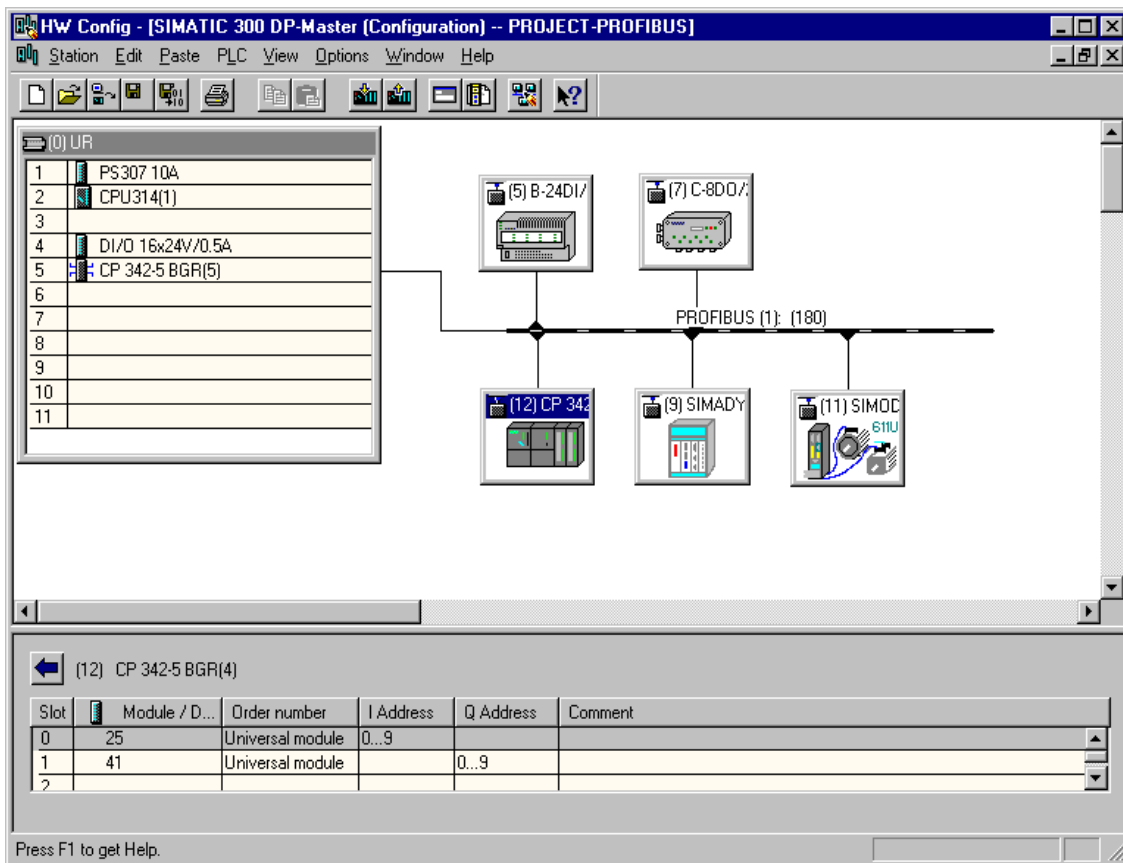 HW Config - [SIMATIC 300 DP-Master (Configuration) -- PROJECT-PROFIBUS]
Station Edit Paste PLC View Options Window Help
(0) UR
1 PS307 10A
2 CPU314(1)
3
4 DI/O 16x24V/0.5A
5 CP 342-5 BGR(5)
6
7
8
9
10
11
(5) B-24DI/
(7) C-8DO/2
PROFIBUS (1): (180)
(12) CP 342
(9) SIMADY
(11) SIMOD
611U
(12) CP 342-5 BGR(4)
Slot Module / D... Order number I Address Q Address Comment
0 25 Universal module 0...9
1 41 Universal module 0...9
2
Press F1 to get Help.